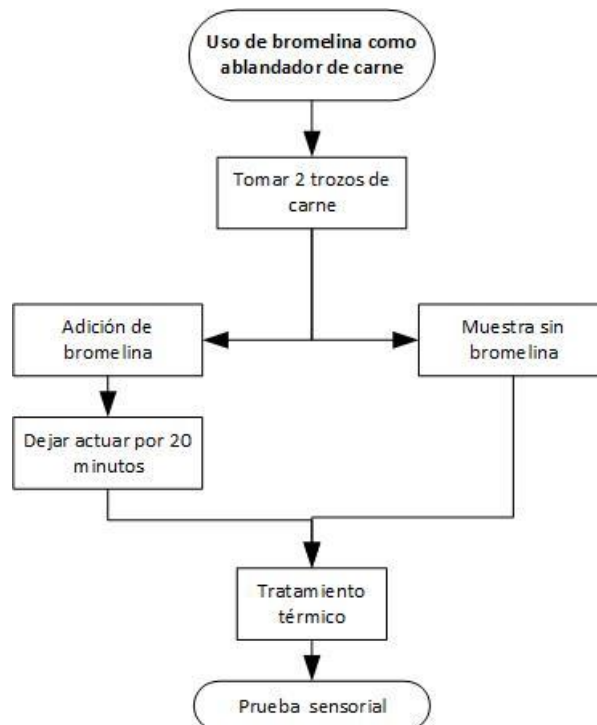 Uso de bromelina como
ablandador de carne
Tomar 2 trozos de
carne
Adición de
bromelina
Muestra sin
bromelina
Dejar actuar por 20
minutos
Tratamiento
térmico
Prueba sensorial